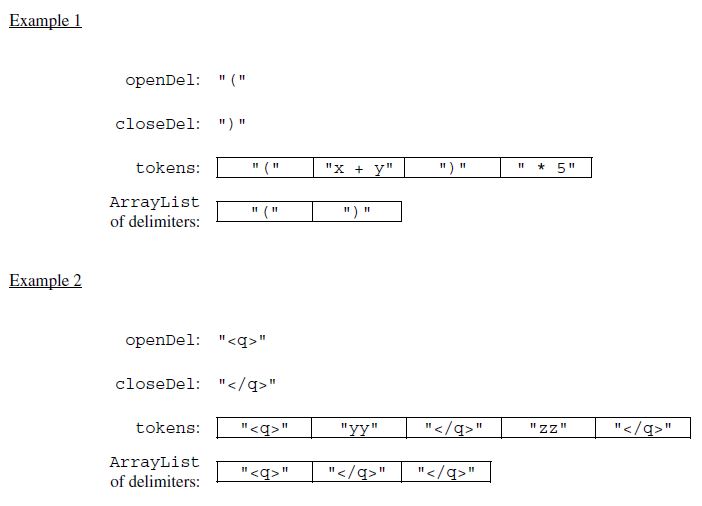 Example 1
openDel: "("
closeDel: ")"
tokens: "(" "x + y" ")" " * 5"
ArrayList
of delimiters: "(" ")"
Example 2
openDel: "<q>"
closeDel: "</q>"
tokens: "<q>" "yy" "</q>" "zz" "</q>"
ArrayList
of delimiters: "<q>" "</q>" "</q>"